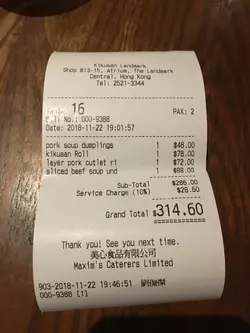 Kikusan Landmark
Shop B13-15, Atrium, The Landmark
Central, Hong Kong
Tel: 2521-3344
16
PAX: 2
Bill No.: 000-9388
Date: 2018-11-22 19:01:57
pork soup dumplings 1 $48.00
Kikusan Roll 1 $78.00
layer pork cutlet ri 1 $72.00
sliced beef soup und 1 $88.00
Sub-Total $286.00
Service Charge (10%) $28.60
Grand Total $314.60
Thank you! See you next time.
美心食品有限公司
Maxim's Caterers Limited
903-2018-11-22 19:46:51
000-9388 [1]